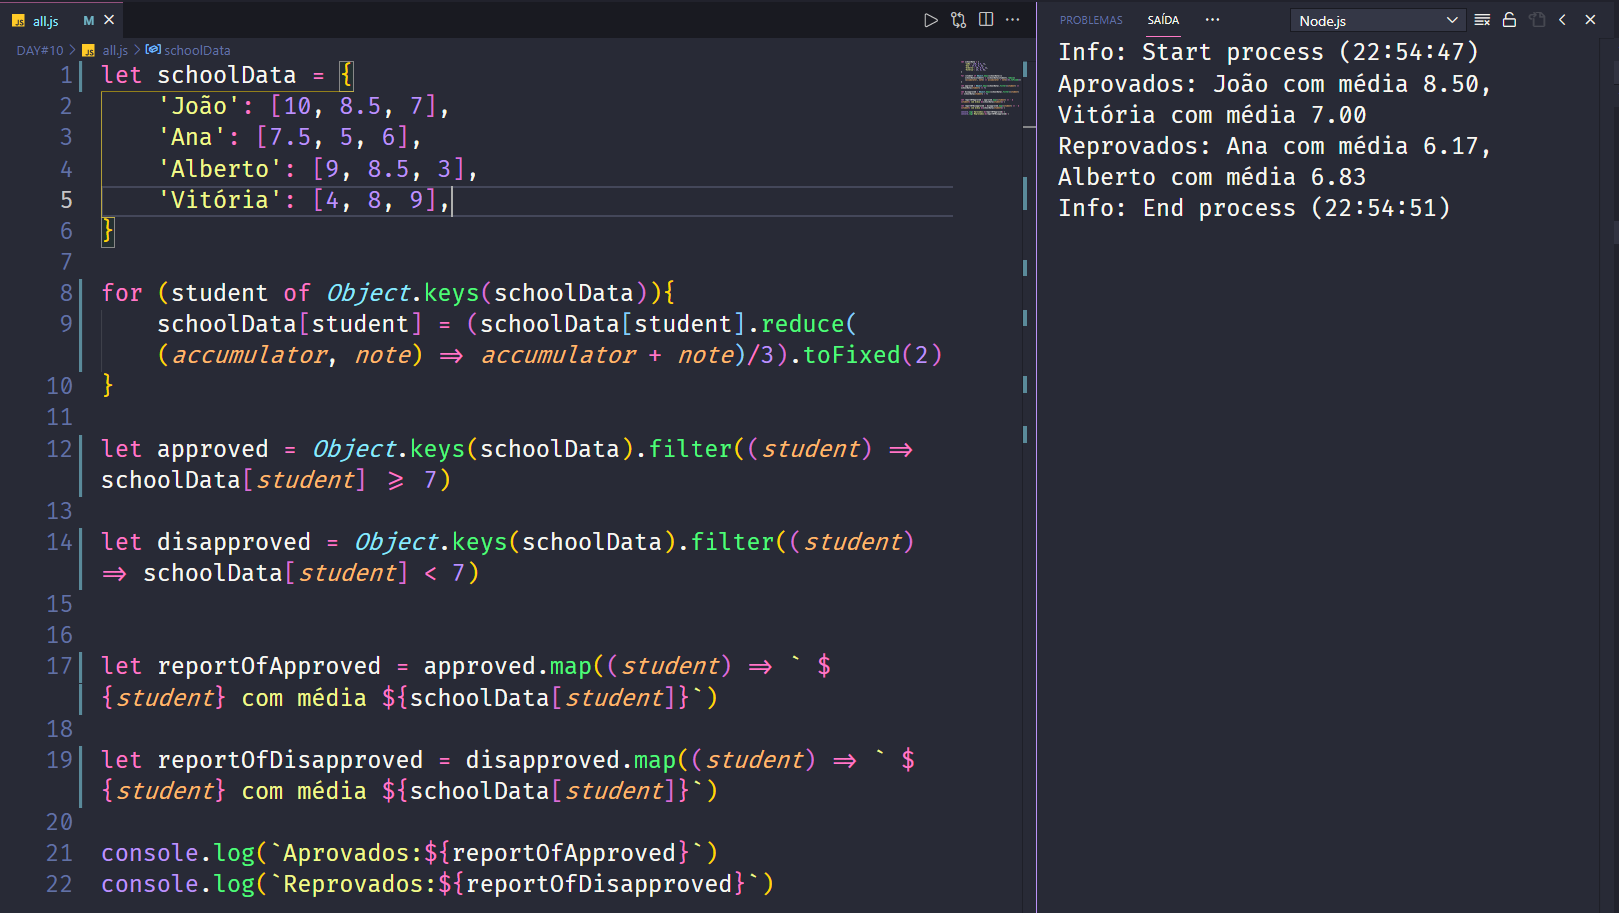 JS all.js M
DAY#10 > JS all.js > schoolData
1 let schoolData = {
2 'João': [10, 8.5, 7],
3 'Ana': [7.5, 5, 6],
4 'Alberto': [9, 8.5, 3],
5 'Vitória': [4, 8, 9],
6 }
7
8 for (student of Object.keys(schoolData)){
9 schoolData[student] = (schoolData[student].reduce(
(accumulator, note) => accumulator + note)/3).toFixed(2)
10 }
11
12 let approved = Object.keys(schoolData).filter((student) =>
schoolData[student] >= 7)
13
14 let disapproved = Object.keys(schoolData).filter((student)
=> schoolData[student] < 7)
15
16
17 let reportOfApproved = approved.map((student) => ` $
{student} com média ${schoolData[student]}`)
18
19 let reportOfDisapproved = disapproved.map((student) => ` $
{student} com média ${schoolData[student]}`)
20
21 console.log(`Aprovados:${reportOfApproved}`)
22 console.log(`Reprovados:${reportOfDisapproved}`)
PROBLEMAS SAÍDA ··· Node.js
Info: Start process (22:54:47)
Aprovados: João com média 8.50,
Vitória com média 7.00
Reprovados: Ana com média 6.17,
Alberto com média 6.83
Info: End process (22:54:51)